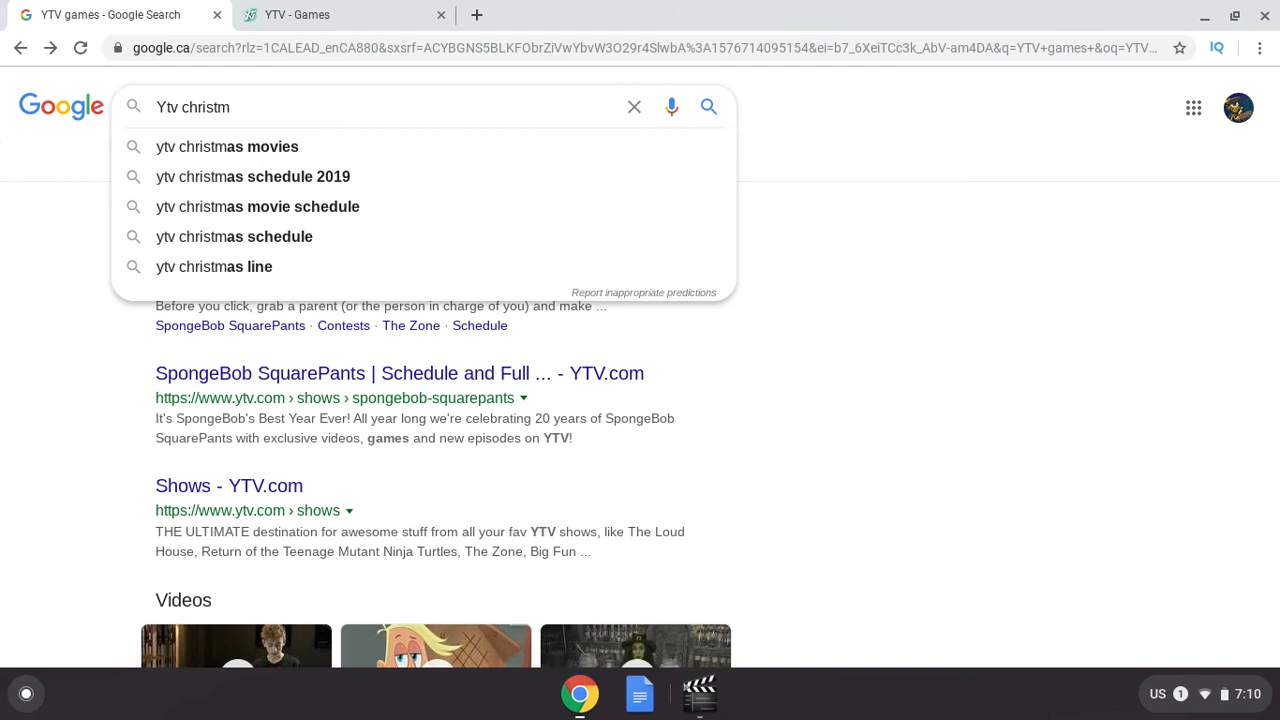 YTV games - Google Search
YTV - Games
google.ca/search?rlz=1CALEAD_enCA880&sxsrf=ACYBGNS5BLKFObrZiVwYbvW3O29r4SlwbA%3A1576714095154&ei=b7_6XeiTCc3k_AbV-am4DA&q=YTV+games+&oq=YTV...
IQ
Google
Ytv christm
ytv christmas movies
ytv christmas schedule 2019
ytv christmas movie schedule
ytv christmas schedule
ytv christmas line
Report inappropriate predictions
Before you click, grab a parent (or the person in charge of you) and make ...
SpongeBob SquarePants · Contests · The Zone · Schedule
SpongeBob SquarePants | Schedule and Full ... - YTV.com
https://www.ytv.com › shows › spongebob-squarepants
It's SpongeBob's Best Year Ever! All year long we're celebrating 20 years of SpongeBob
SquarePants with exclusive videos, games and new episodes on YTV!
Shows - YTV.com
https://www.ytv.com › shows
THE ULTIMATE destination for awesome stuff from all your fav YTV shows, like The Loud
House, Return of the Teenage Mutant Ninja Turtles, The Zone, Big Fun ...
Videos
US 1 7:10